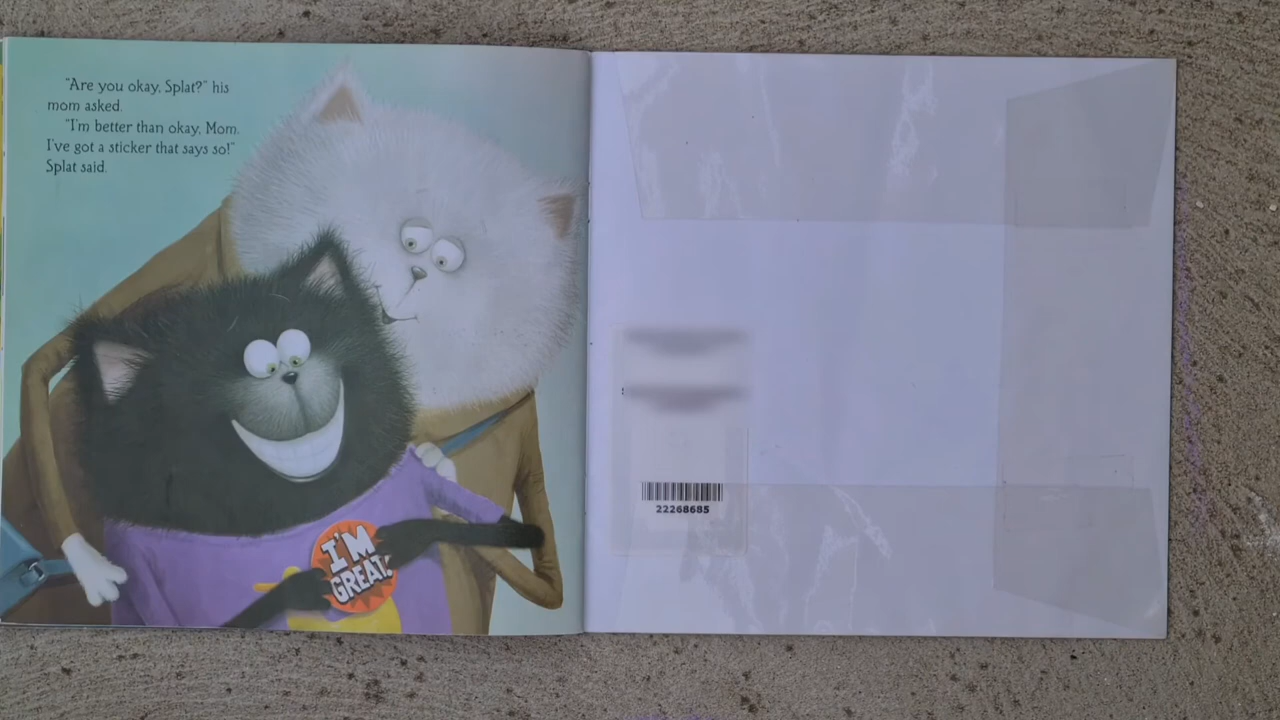 "Are you okay, Splat?" his
mom asked.
"I'm better than okay, Mom.
I've got a sticker that says so!"
Splat said.
I'M
GREAT!
22268685